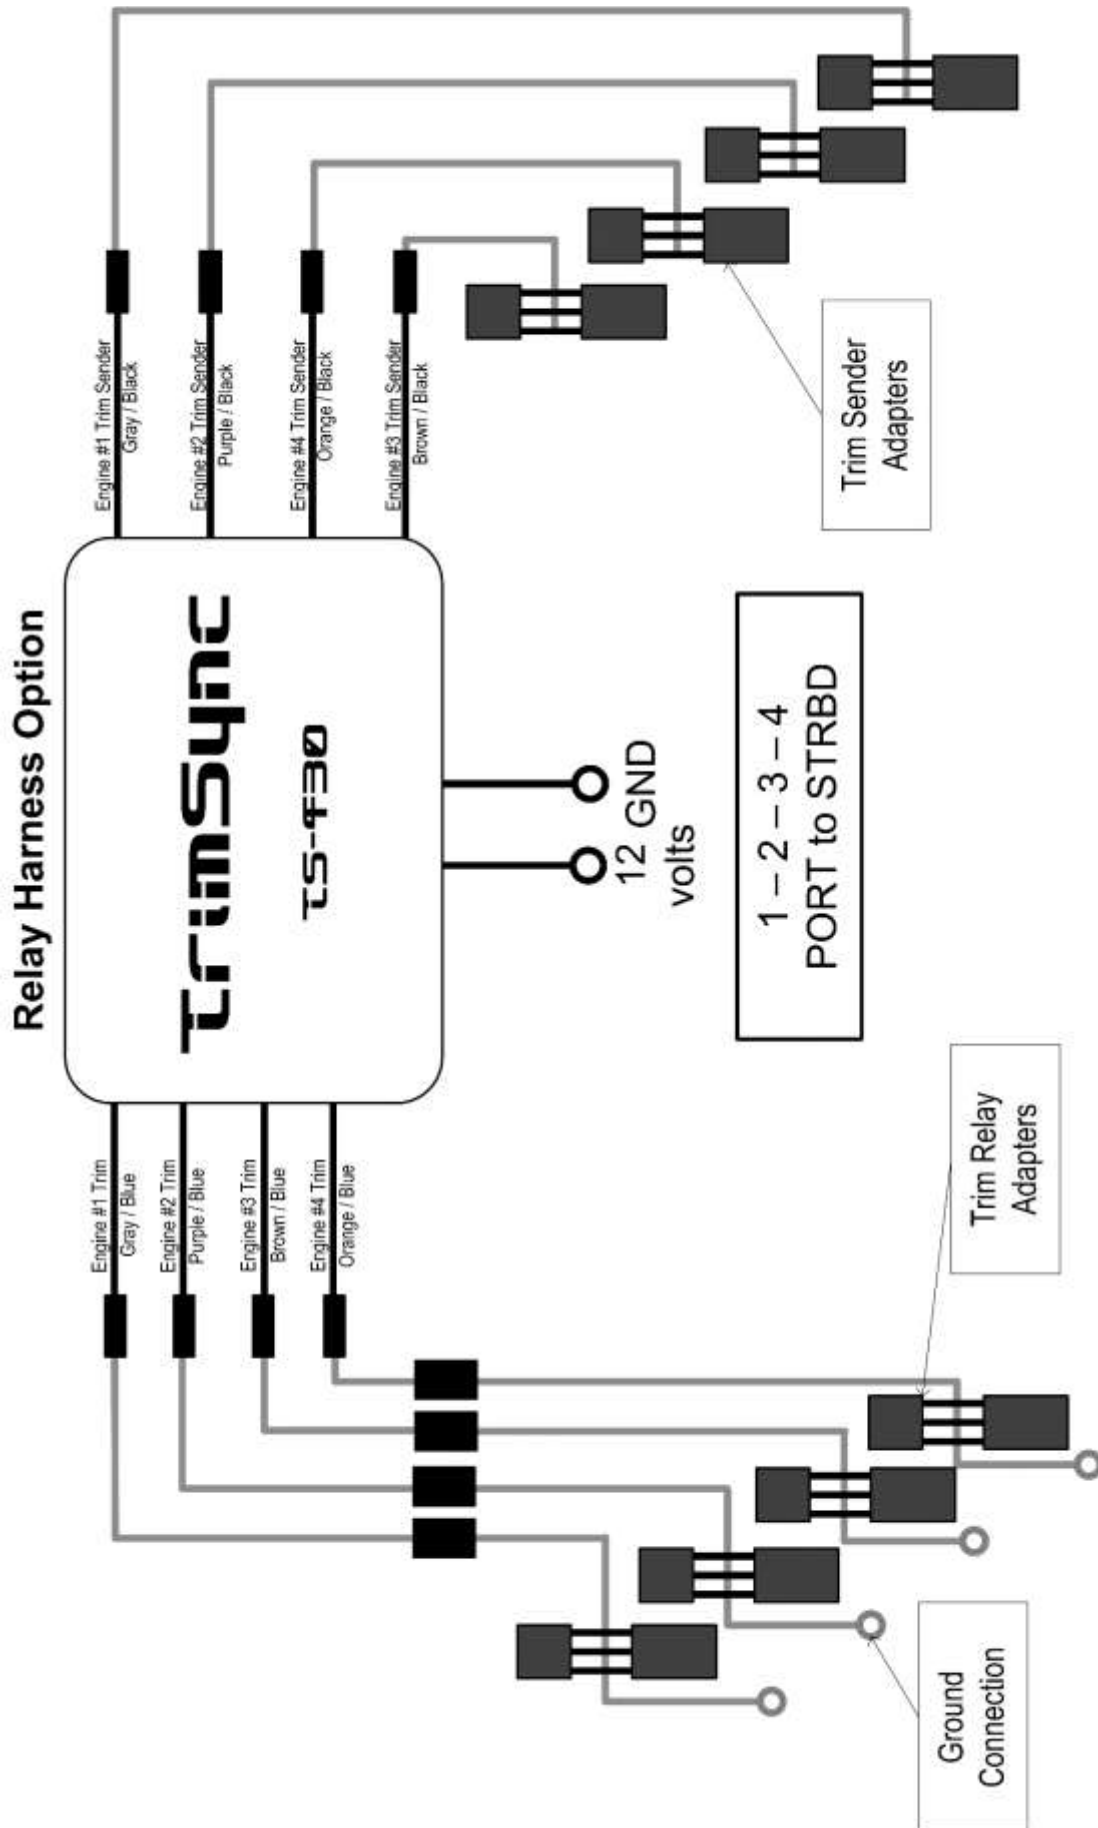 Relay Harness Option
TrimSync
TS-430
Engine #1 Trim
Gray / Blue
Engine #2 Trim
Purple / Blue
Engine #3 Trim
Brown / Blue
Engine #4 Trim
Orange / Blue
Engine #1 Trim Sender
Gray / Black
Engine #2 Trim Sender
Purple / Black
Engine #4 Trim Sender
Orange / Black
Engine #3 Trim Sender
Brown / Black
12
volts
GND
1 – 2 – 3 – 4
PORT to STRBD
Trim Sender
Adapters
Trim Relay
Adapters
Ground
Connection